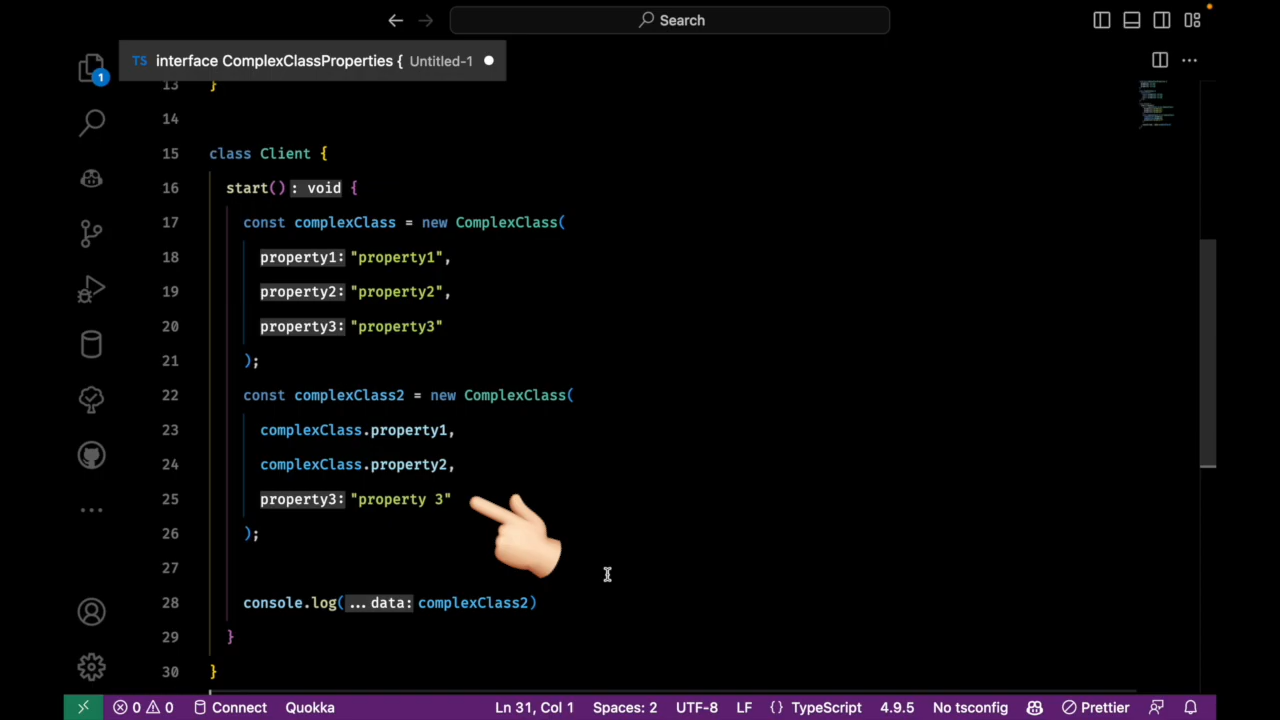 Search
TS interface ComplexClassProperties { Untitled-1
1
13 }
14
15 class Client {
16 start(): void {
17 const complexClass = new ComplexClass(
18 property1: "property1",
19 property2: "property2",
20 property3: "property3"
21 );
22 const complexClass2 = new ComplexClass(
23 complexClass.property1,
24 complexClass.property2,
25 property3: "property 3"
26 );
27
28 console.log(...data: complexClass2)
29 }
30 }
0 0 Connect Quokka Ln 31, Col 1 Spaces: 2 UTF-8 LF {} TypeScript 4.9.5 No tsconfig Prettier